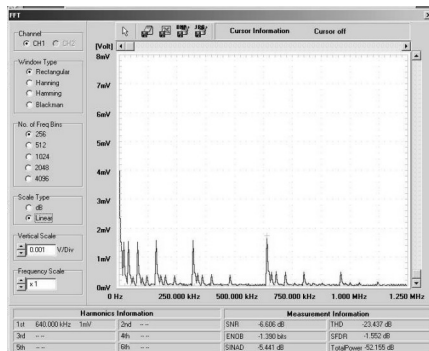 FFT
Channel
CH1 CH2
Cursor Information Cursor off
[Volt]
Window Type
Rectangular
Hanning
Hamming
Blackman
No. of Freq Bins
256
512
1024
2048
4096
Scale Type
dB
Linear
Vertical Scale
0.001 V/Div
Frequency Scale
x 1
8mV
7mV
6mV
5mV
4mV
3mV
2mV
1mV
0mV
0 Hz 250.000 kHz 500.000 kHz 750.000 kHz 1.000 MHz 1.250 MHz
Harmonics Information
1st 640.000 kHz 1mV 2nd -- --
3rd -- -- 4th -- --
5th -- -- 6th -- --
Measurement Information
SNR -6.606 dB THD -23.437 dB
ENOB -1.390 bits SFDR -1.552 dB
SINAD -5.441 dB TotalPower -52.155 dB